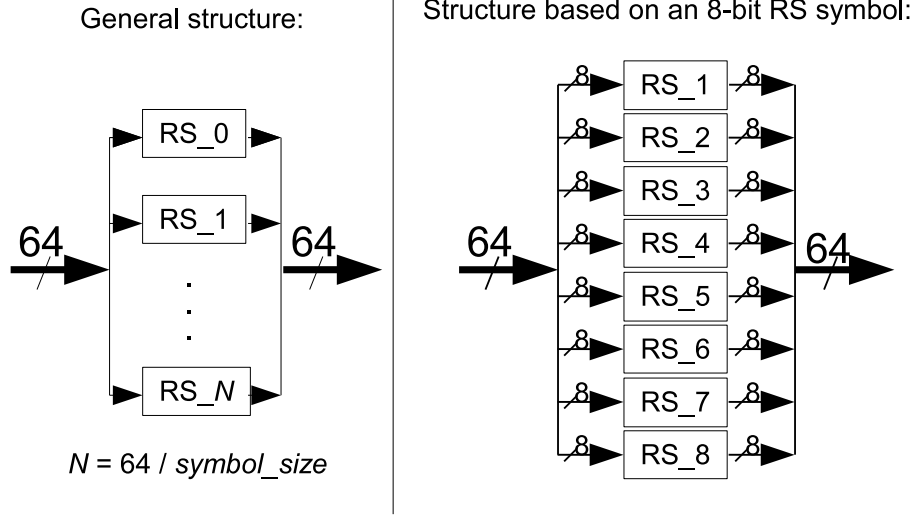 General structure:
RS_0
RS_1
64
64
.
.
.
RS_N
N = 64 / symbol_size
Structure based on an 8-bit RS symbol:
8 RS_1 8
8 RS_2 8
8 RS_3 8
8 RS_4 8
64
64
8 RS_5 8
8 RS_6 8
8 RS_7 8
8 RS_8 8